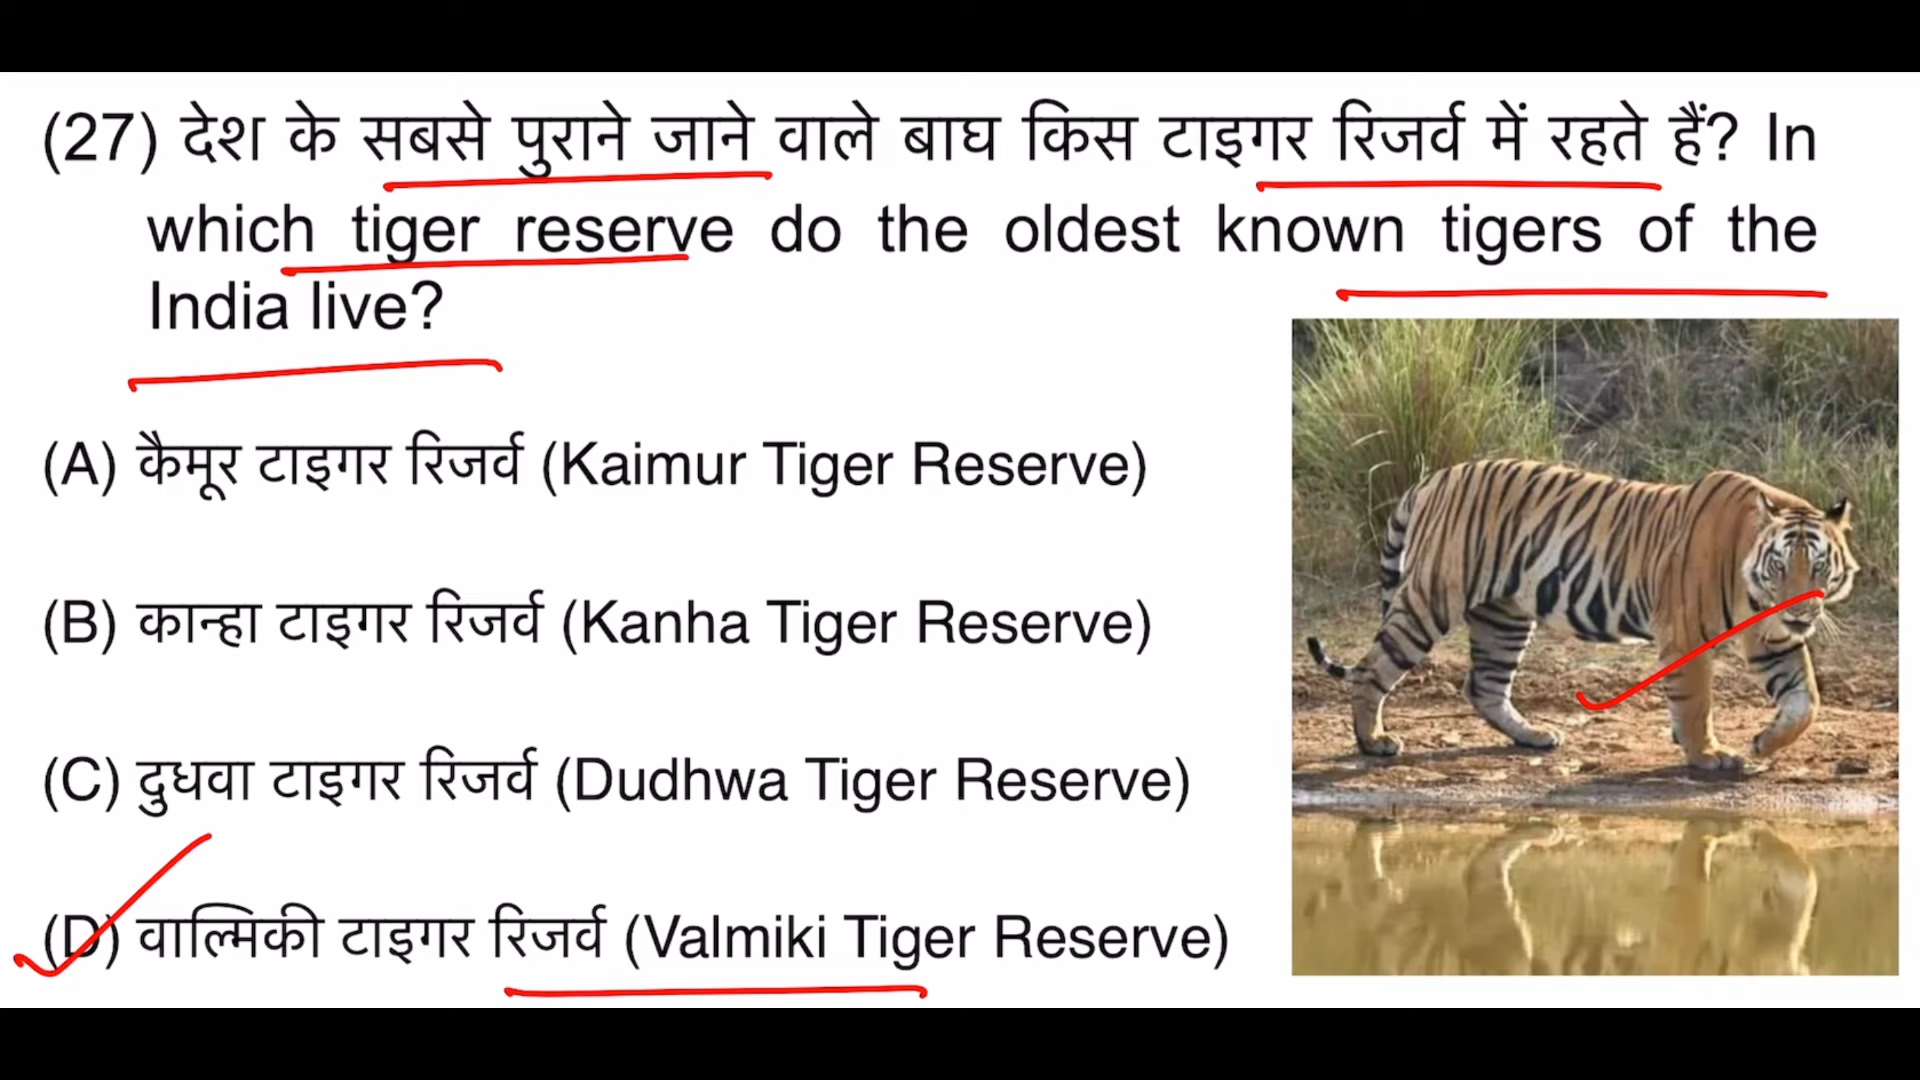 (27) देश के सबसे पुराने जाने वाले बाघ किस टाइगर रिजर्व में रहते हैं? In
which tiger reserve do the oldest known tigers of the
India live?
(A) कैमूर टाइगर रिजर्व (Kaimur Tiger Reserve)
(B) कान्हा टाइगर रिजर्व (Kanha Tiger Reserve)
(C) दुधवा टाइगर रिजर्व (Dudhwa Tiger Reserve)
(D) वाल्मिकी टाइगर रिजर्व (Valmiki Tiger Reserve)